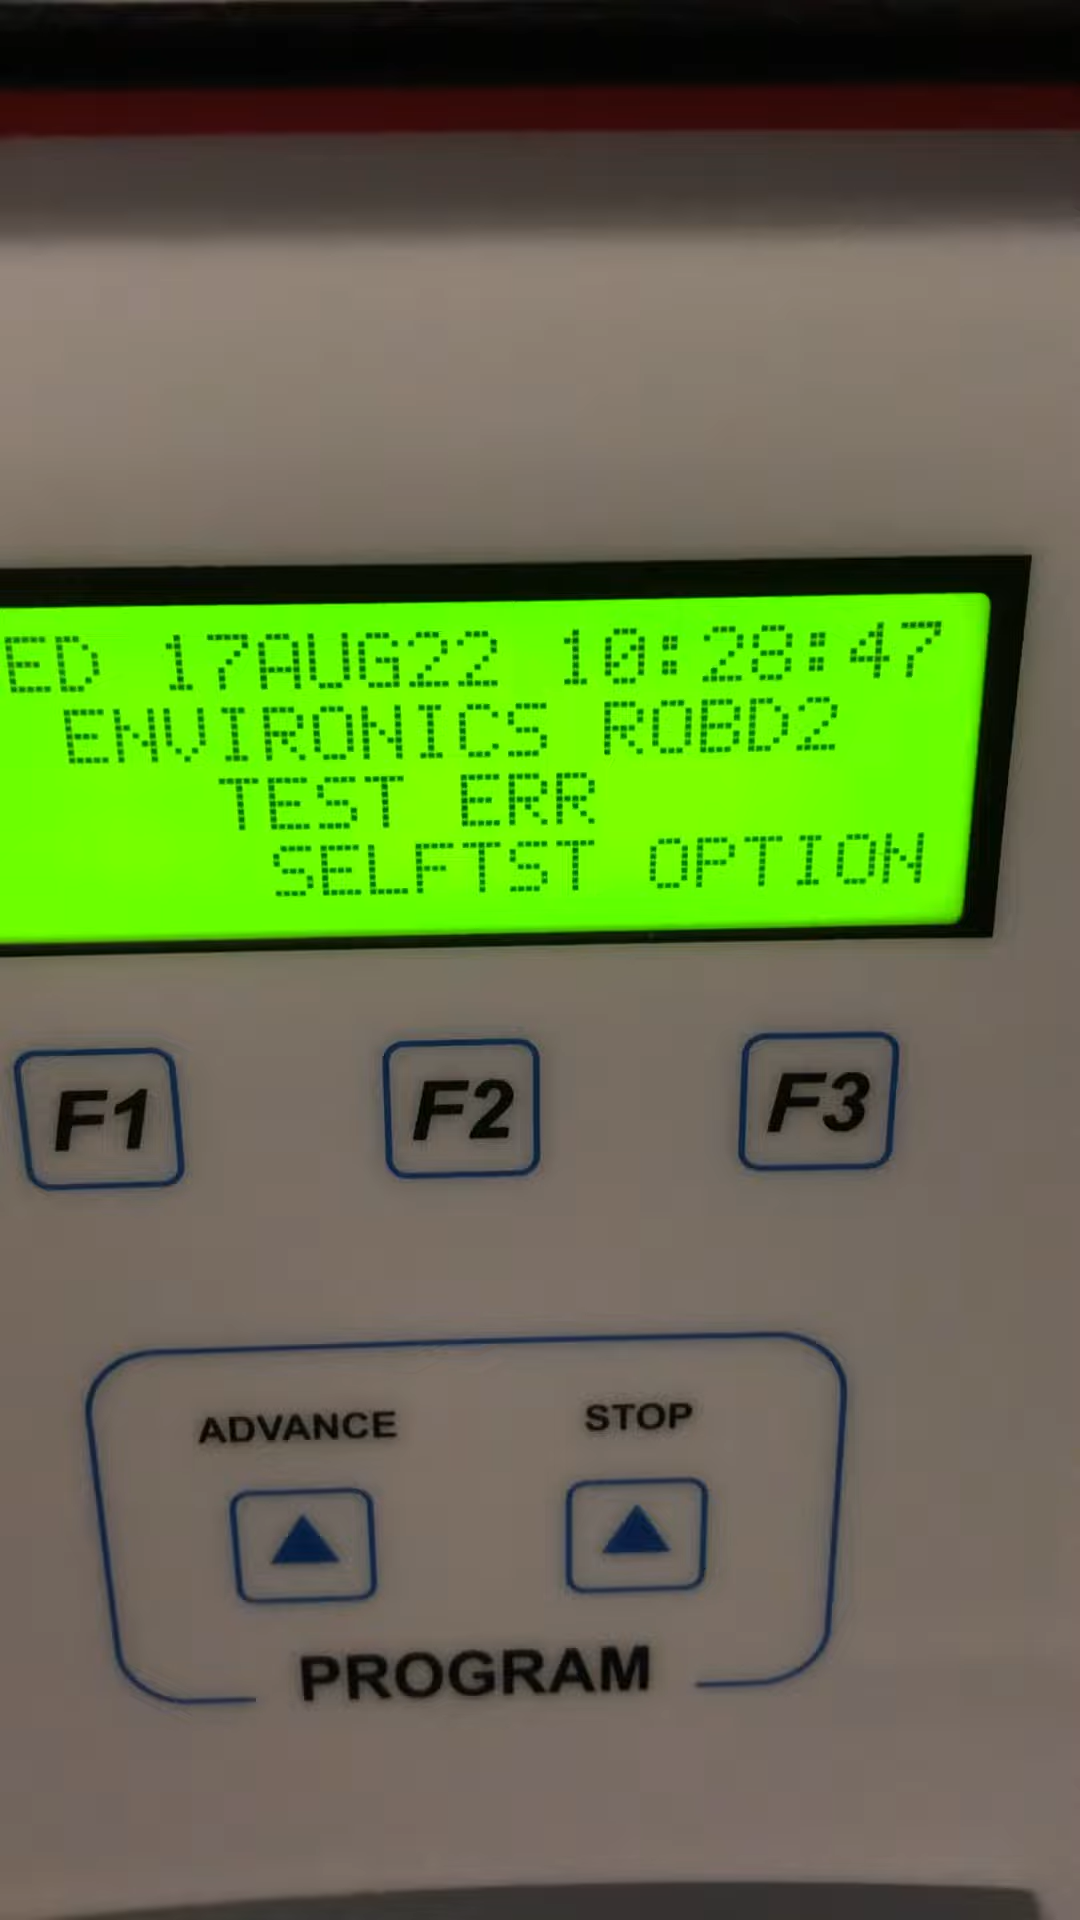 ED 17AUG22 10:28:47
ENVIRONICS ROBD2
TEST ERR
SELFTST OPTION
F1 F2 F3
ADVANCE STOP
PROGRAM